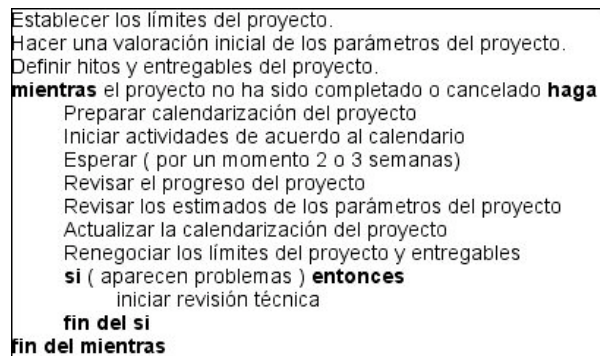 Establecer los límites del proyecto.
Hacer una valoración inicial de los parámetros del proyecto.
Definir hitos y entregables del proyecto.
mientras el proyecto no ha sido completado o cancelado haga
Preparar calendarización del proyecto
Iniciar actividades de acuerdo al calendario
Esperar ( por un momento 2 o 3 semanas)
Revisar el progreso del proyecto
Revisar los estimados de los parámetros del proyecto
Actualizar la calendarización del proyecto
Renegociar los límites del proyecto y entregables
si ( aparecen problemas ) entonces
iniciar revisión técnica
fin del si
fin del mientras